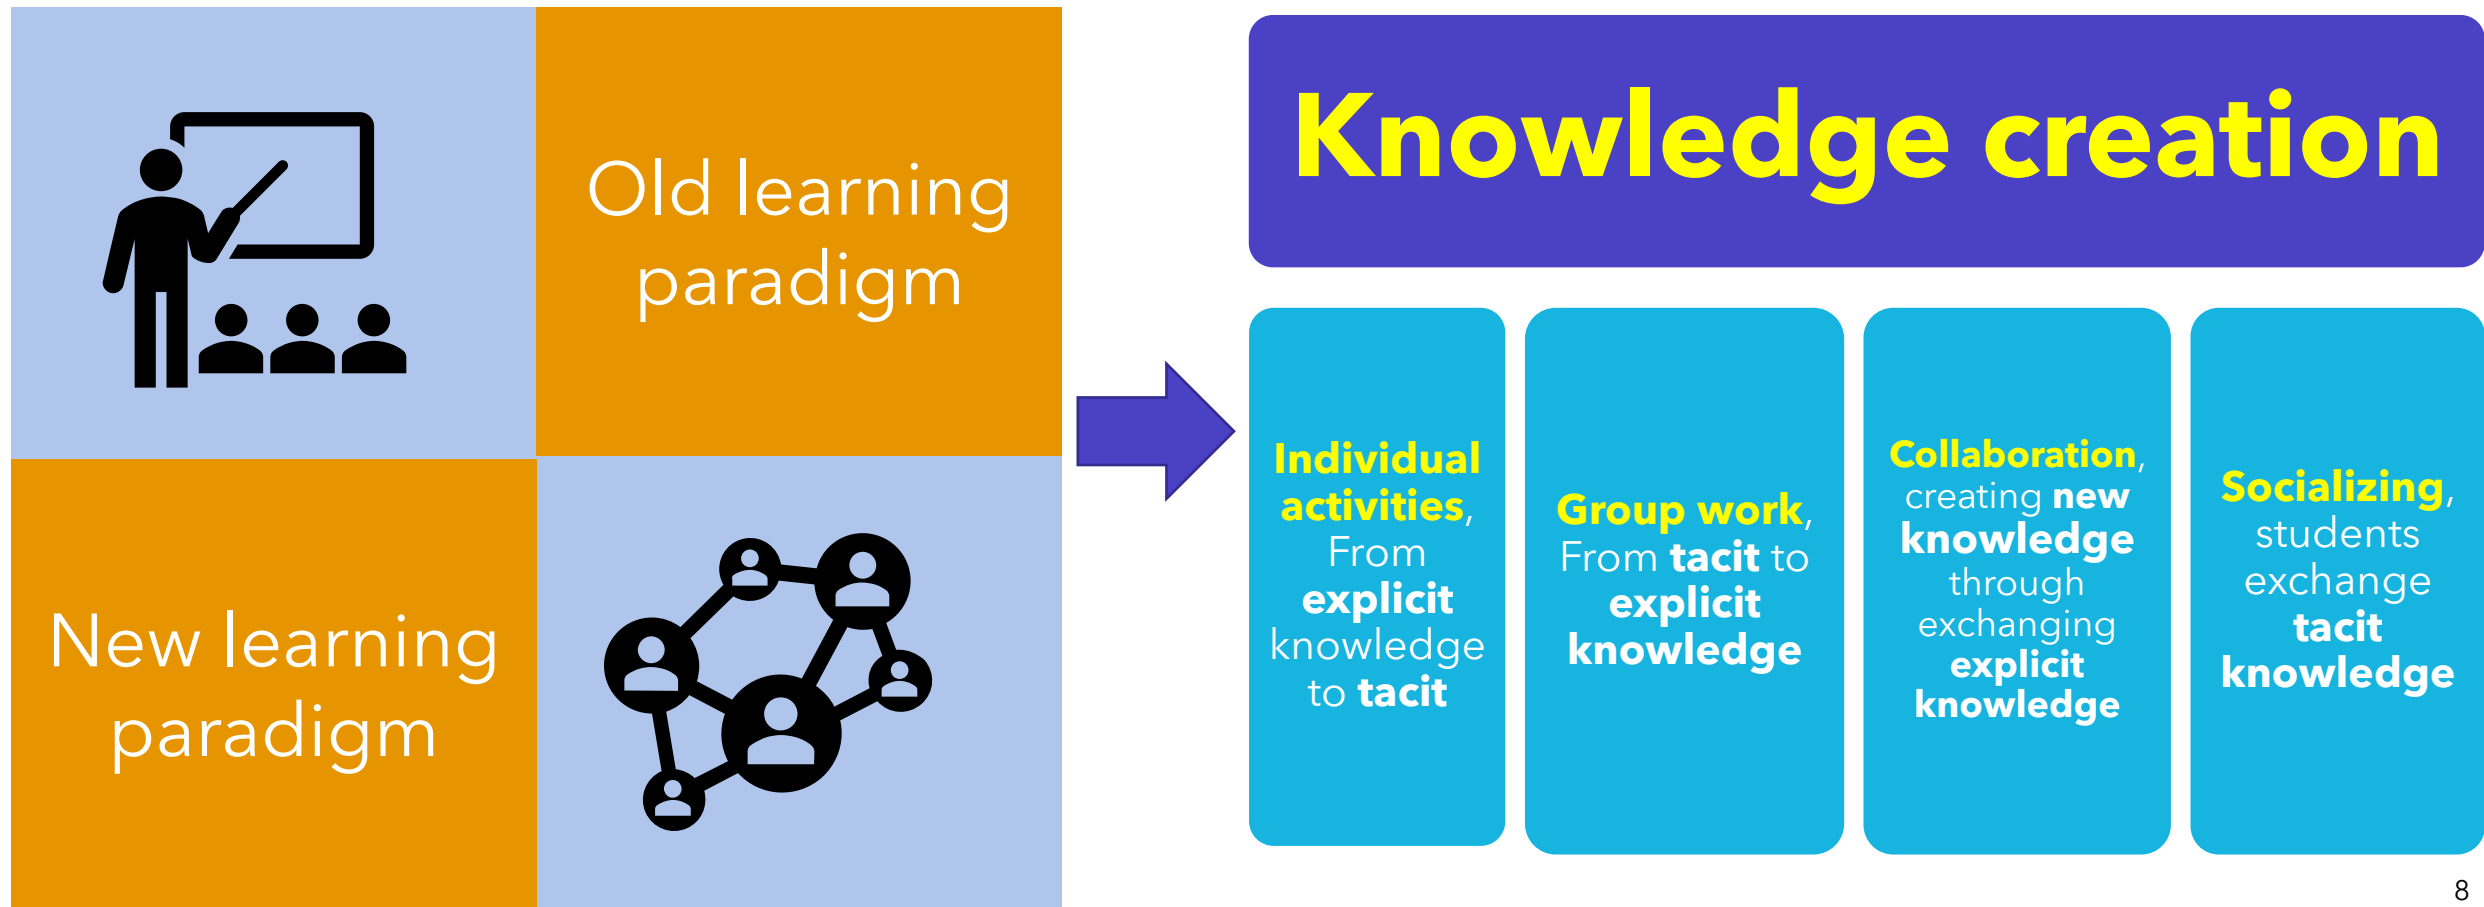 Old learning
paradigm
New learning
paradigm
Knowledge creation
Individual
activities,
From
explicit
knowledge
to tacit
Group work,
From tacit to
explicit
knowledge
Collaboration,
creating new
knowledge
through
exchanging
explicit
knowledge
Socializing,
students
exchange
tacit
knowledge
8